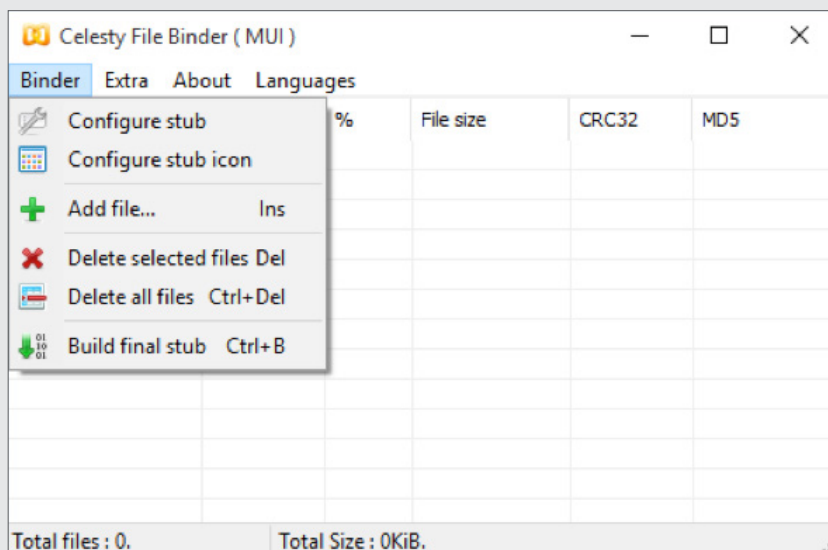 Celesty File Binder ( MUI )
Binder Extra About Languages
% File size CRC32 MD5
Configure stub
Configure stub icon
Add file... Ins
Delete selected files Del
Delete all files Ctrl+Del
Build final stub Ctrl+B
Total files : 0. Total Size : 0KiB.